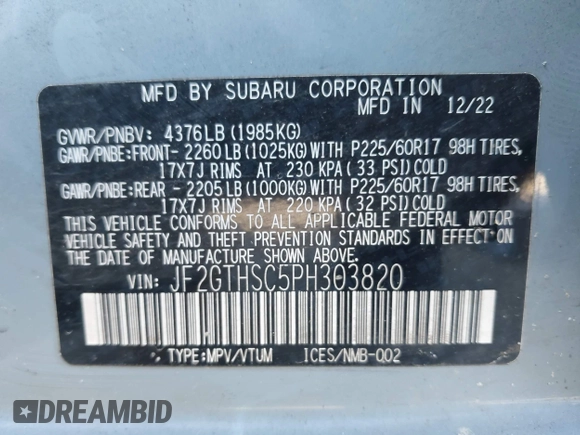 MFD BY SUBARU CORPORATION
MFD IN 12/22
GVWR/PNBV: 4376LB (1985KG)
GAWR/PNBE:FRONT- 2260LB (1025KG) WITH P225/60R17 98H TIRES,
17X7J RIMS AT 230 KPA ( 33 PSI) COLD
GAWR/PNBE:REAR - 2205LB (1000KG) WITH P225/60R17 98H TIRES,
17X7J RIMS AT 220 KPA ( 32 PSI) COLD
THIS VEHICLE CONFORMS TO ALL APPLICABLE FEDERAL MOTOR
VEHICLE SAFETY AND THEFT PREVENTION STANDARDS IN EFFECT ON
THE DATE OF MANUFACTURE SHOWN ABOVE.
VIN: JF2GTHSC5PH303820
TYPE:MPV/VTUM ICES/NMB-002
DREAMBID